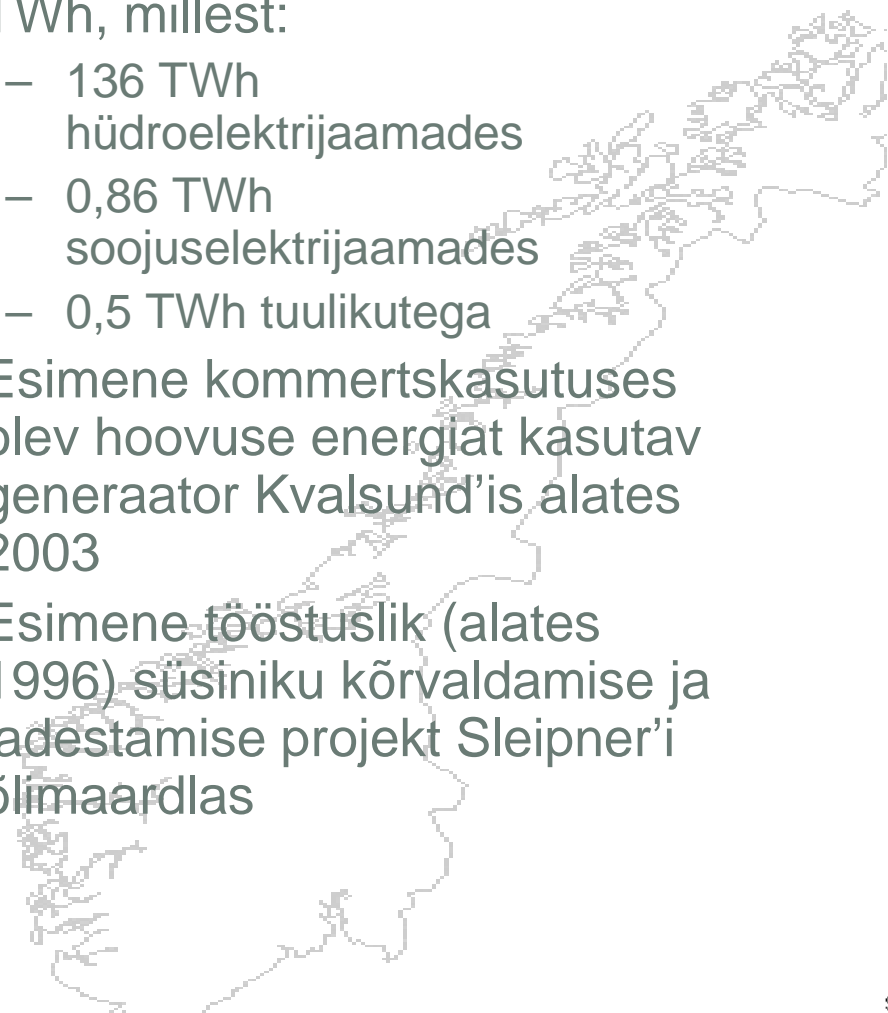 TWh, millest:
– 136 TWh
hüdroelektrijaamades
– 0,86 TWh
soojuselektrijaamades
– 0,5 TWh tuulikutega
Esimene kommertskasutuses
olev hoovuse energiat kasutav
generaator Kvalsund’is alates
2003
Esimene tööstuslik (alates
1996) süsiniku kõrvaldamise ja
ladestamise projekt Sleipner’i
õlimaardlas